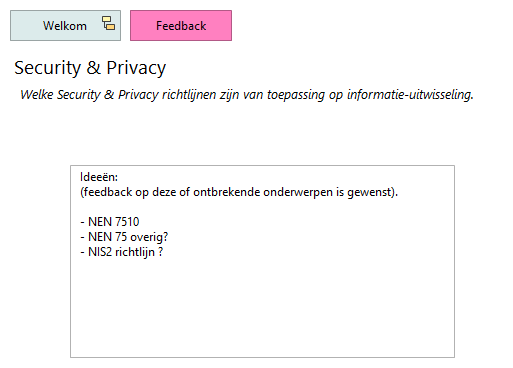 Welkom
Feedback
Security & Privacy
Welke Security & Privacy richtlijnen zijn van toepassing op informatie-uitwisseling.
Ideeën:
(feedback op deze of ontbrekende onderwerpen is gewenst).
- NEN 7510
- NEN 75 overig?
- NIS2 richtlijn ?